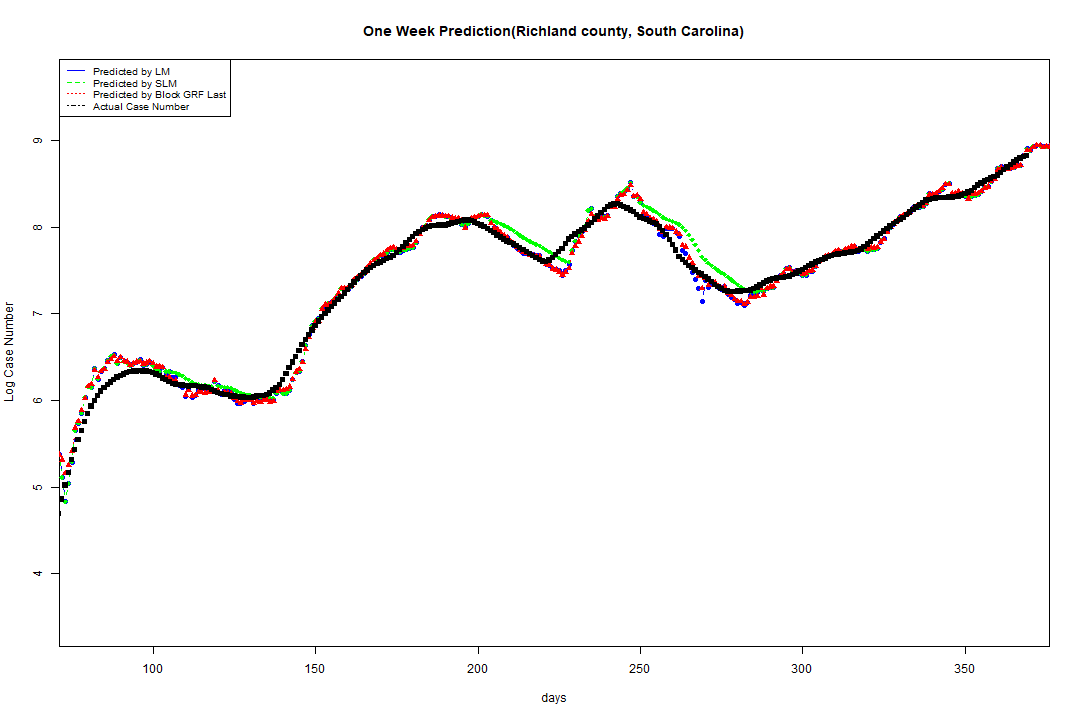 One Week Prediction(Richland county, South Carolina)
Predicted by LM
Predicted by SLM
Predicted by Block GRF Last
Actual Case Number
9
8
7
6
5
4
Log Case Number
100 150 200 250 300 350
days